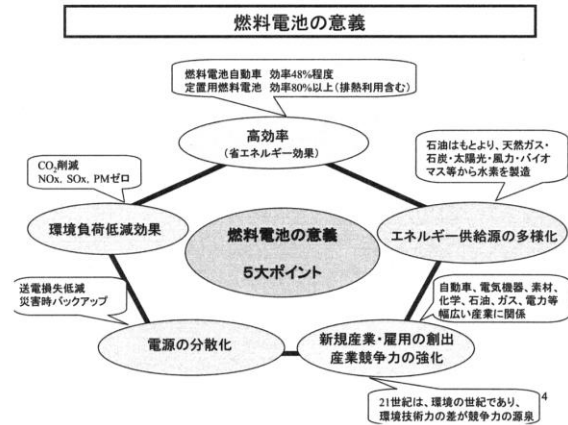 燃料電池の意義
燃料電池自動車 効率48%程度
定置用燃料電池 効率80%以上(排熱利用含む)
高効率
(省エネルギー効果)
CO2削減
NOx, SOx, PMゼロ
石油はもとより、天然ガス・
石炭・太陽光・風力・バイオ
マス等から水素を製造
環境負荷低減効果
燃料電池の意義
5大ポイント
エネルギー供給源の多様化
送電損失低減
災害時バックアップ
自動車、電気機器、素材、
化学、石油、ガス、電力等
幅広い産業に関係
電源の分散化
新規産業・雇用の創出
産業競争力の強化
21世紀は、環境の世紀であり、
環境技術力の差が競争力の源泉
4